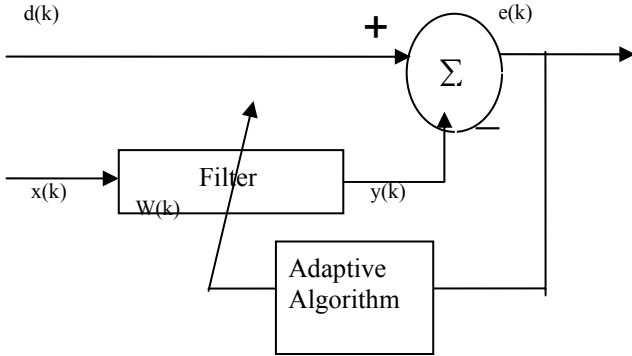 d(k)
e(k)
+
Σ
−
Filter
x(k)
W(k)
y(k)
Adaptive
Algorithm